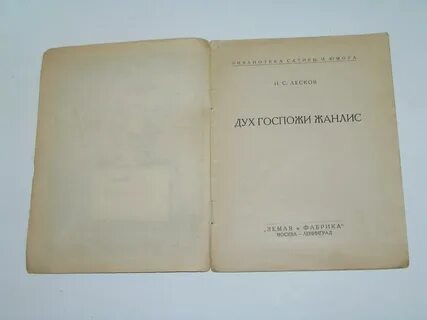 БИБЛИОТЕКА САТИРЫ И ЮМОРА
Н. С. ЛЕСКОВ
ДУХ ГОСПОЖИ ЖАНЛИС
„ЗЕМЛЯ и ФАБРИКА"
МОСКВА — ЛЕНИНГРАД